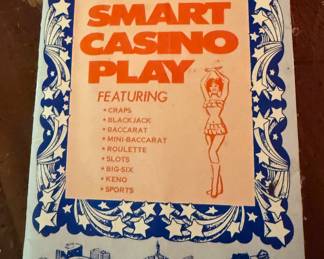 SMART
CASINO
PLAY
FEATURING
• CRAPS
• BLACKJACK
• BACCARAT
• MINI-BACCARAT
• ROULETTE
• SLOTS
• BIG-SIX
• KENO
• SPORTS